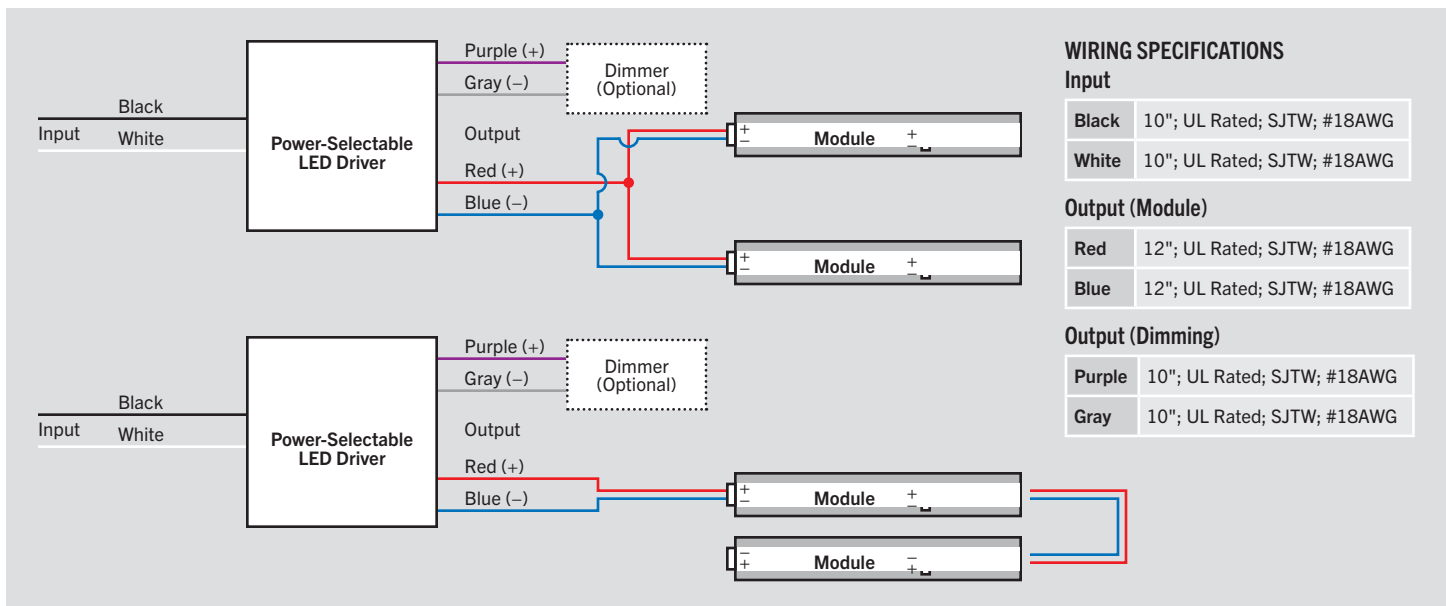 Purple (+)
Gray (−)
Dimmer
(Optional)
Black
Input
White
Power-Selectable
LED Driver
Output
Red (+)
Blue (−)
+
−
Module
+
−
+
−
Module
+
−
Purple (+)
Gray (−)
Dimmer
(Optional)
Black
Input
White
Power-Selectable
LED Driver
Output
Red (+)
Blue (−)
+
−
Module
+
−
−
+
Module
−
+
WIRING SPECIFICATIONS
Input
Black 10"; UL Rated; SJTW; #18AWG
White 10"; UL Rated; SJTW; #18AWG
Output (Module)
Red 12"; UL Rated; SJTW; #18AWG
Blue 12"; UL Rated; SJTW; #18AWG
Output (Dimming)
Purple 10"; UL Rated; SJTW; #18AWG
Gray 10"; UL Rated; SJTW; #18AWG